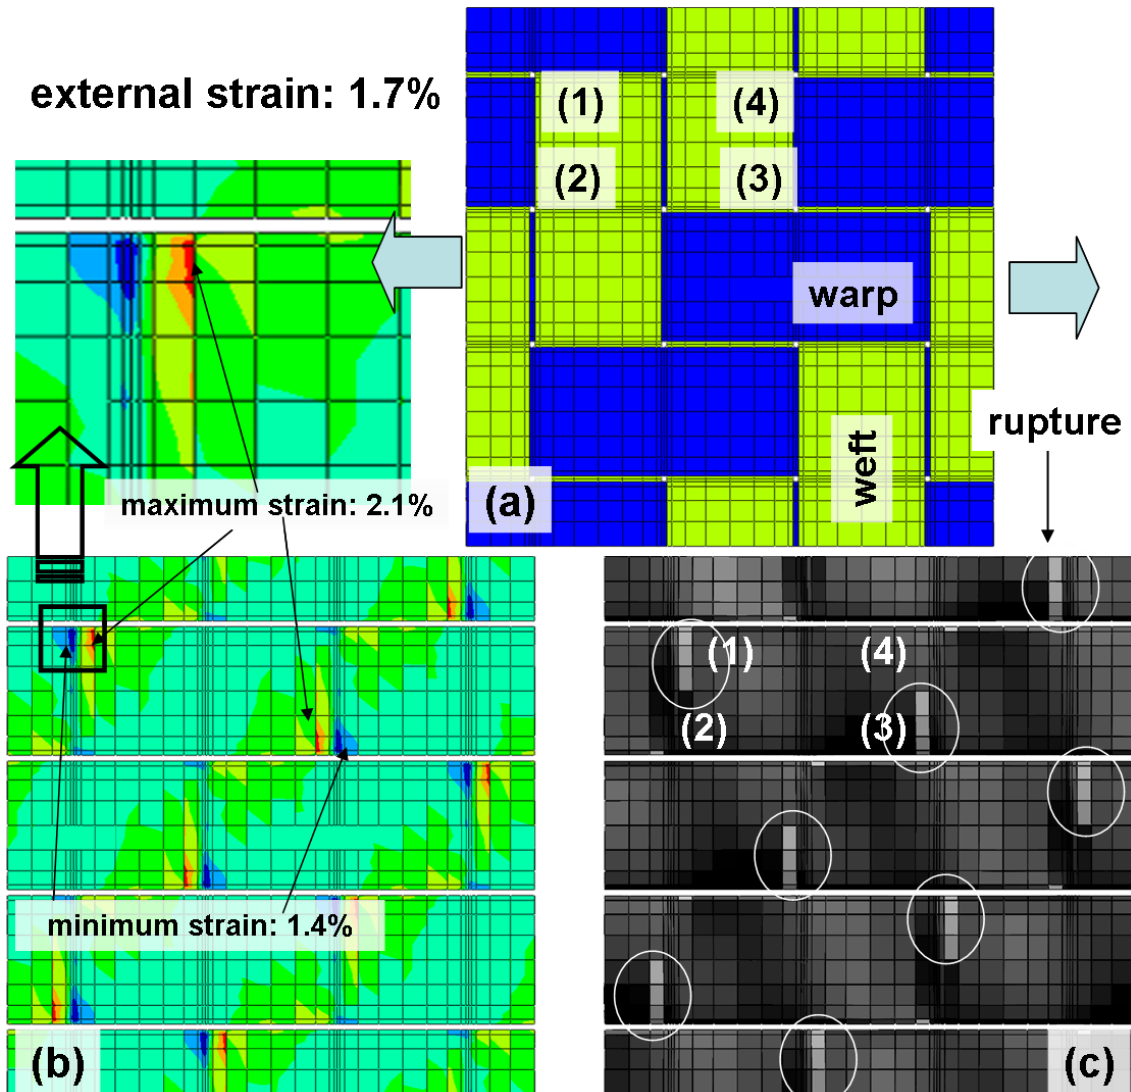 external strain: 1.7%
(1)
(4)
(2)
(3)
warp
rupture
weft
(a)
maximum strain: 2.1%
(1)
(4)
(2)
(3)
minimum strain: 1.4%
(b)
(c)